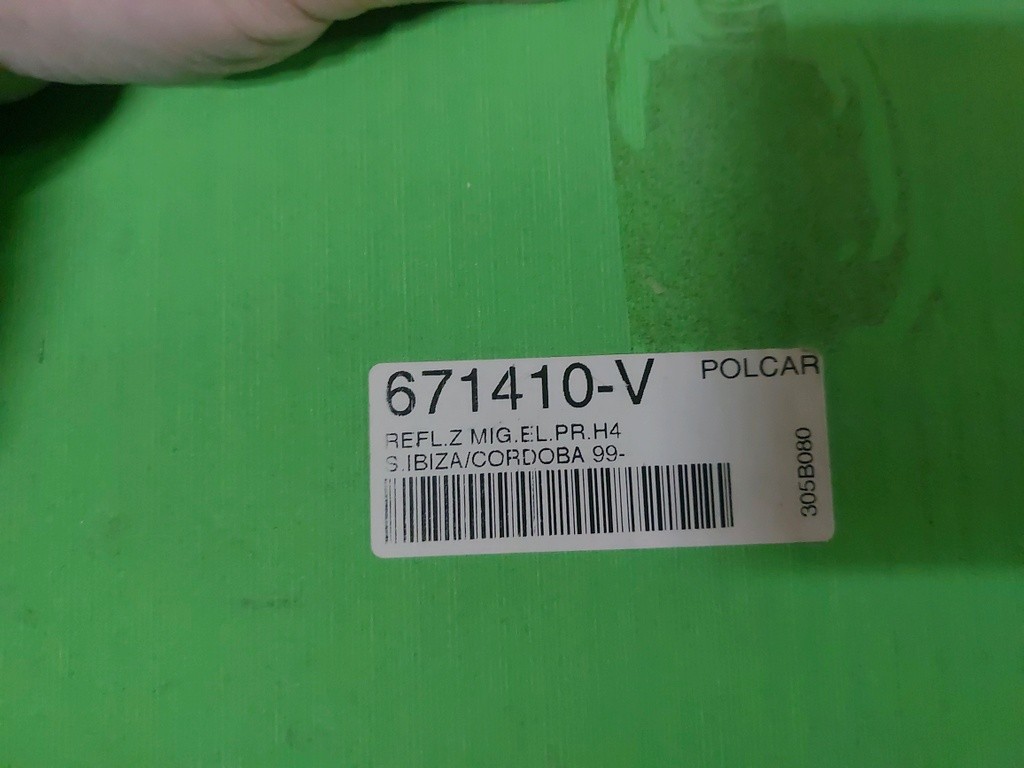 671410-V
POLCAR
REFL.Z MIG.EL.PR.H4
S.IBIZA/CORDOBA 99-
305B080